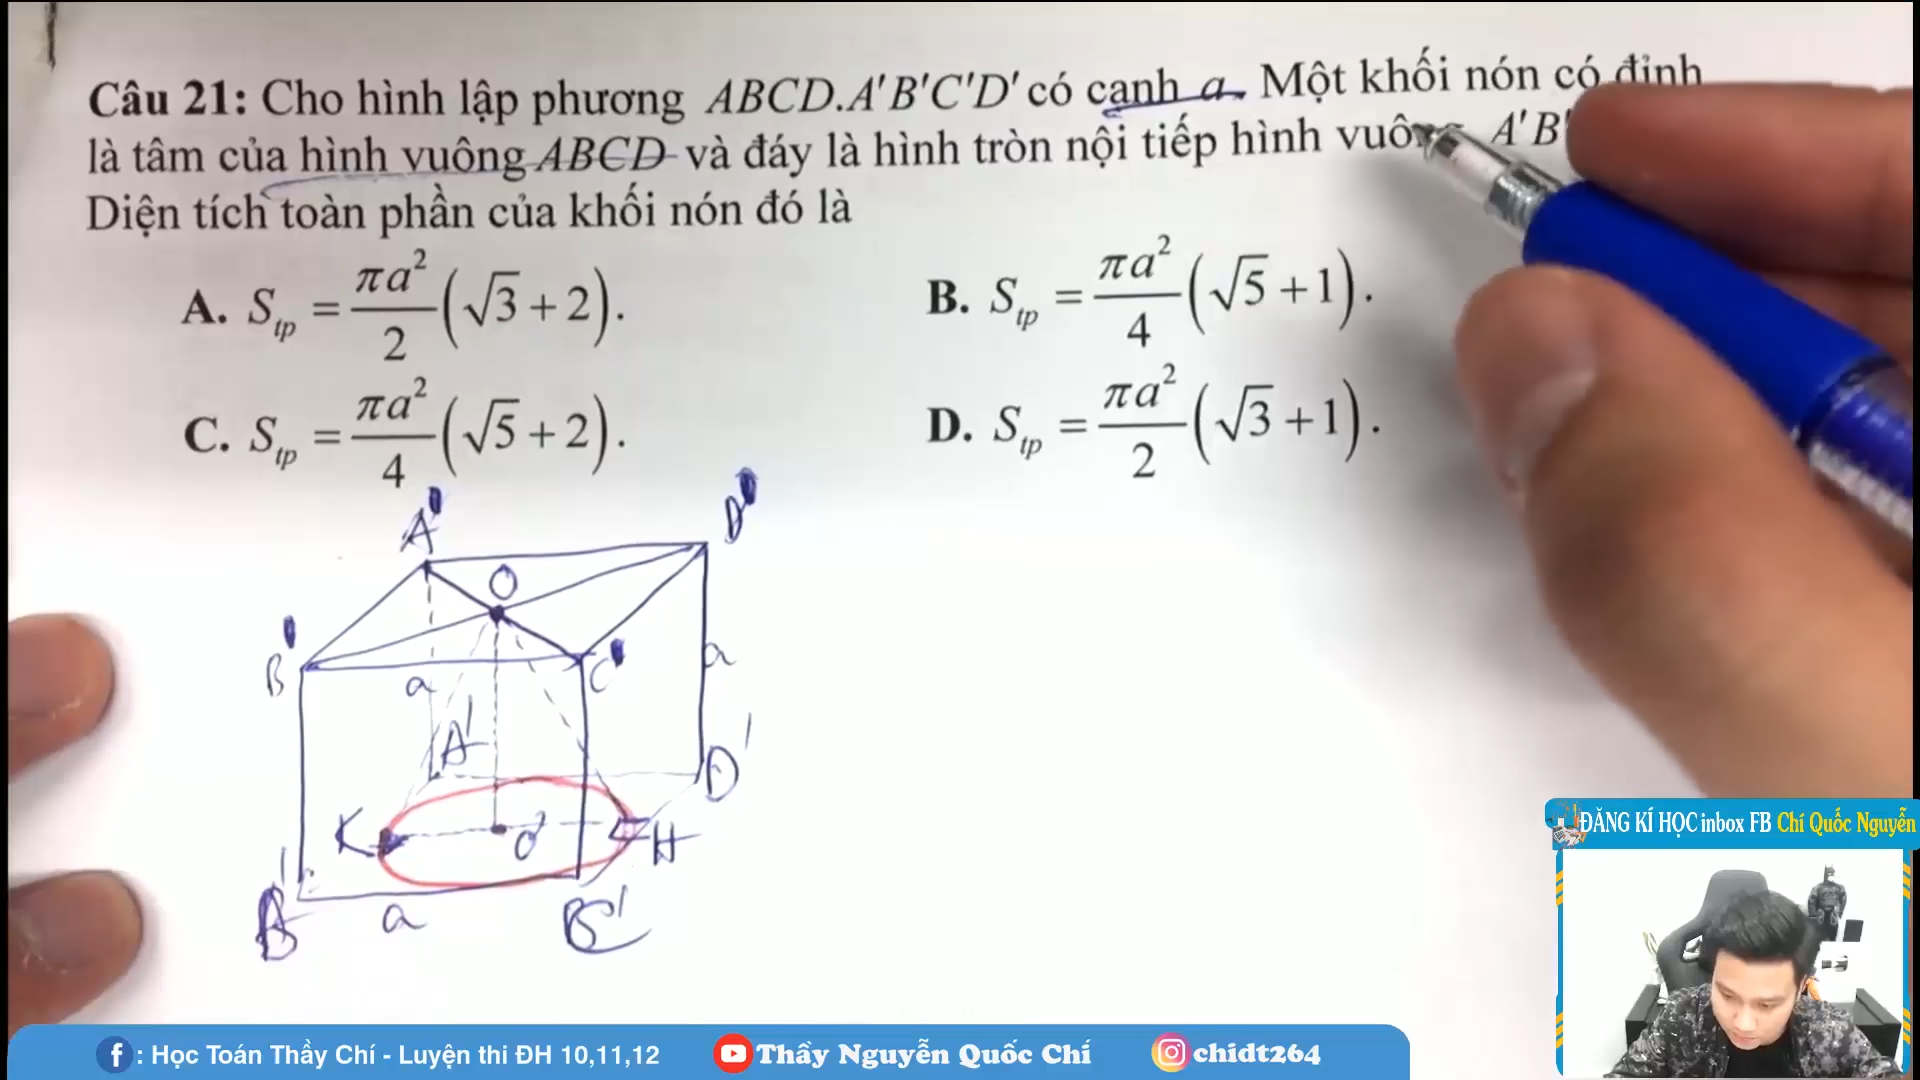 Câu 21: Cho hình lập phương ABCD.A'B'C'D' có cạnh a. Một khối nón có đỉnh
là tâm của hình vuông ABCD và đáy là hình tròn nội tiếp hình vuông A'B'
Diện tích toàn phần của khối nón đó là
A. S_tp = πa²/2 (√3 + 2).
B. S_tp = πa²/4 (√5 + 1).
C. S_tp = πa²/4 (√5 + 2).
D. S_tp = πa²/2 (√3 + 1).
A
D
O
B
C
a
a
A'
D'
K
O'
H
B'
a
C'
ĐĂNG KÍ HỌC inbox FB Chí Quốc Nguyễn
: Học Toán Thầy Chí - Luyện thi ĐH 10,11,12
Thầy Nguyễn Quốc Chí
chidt264